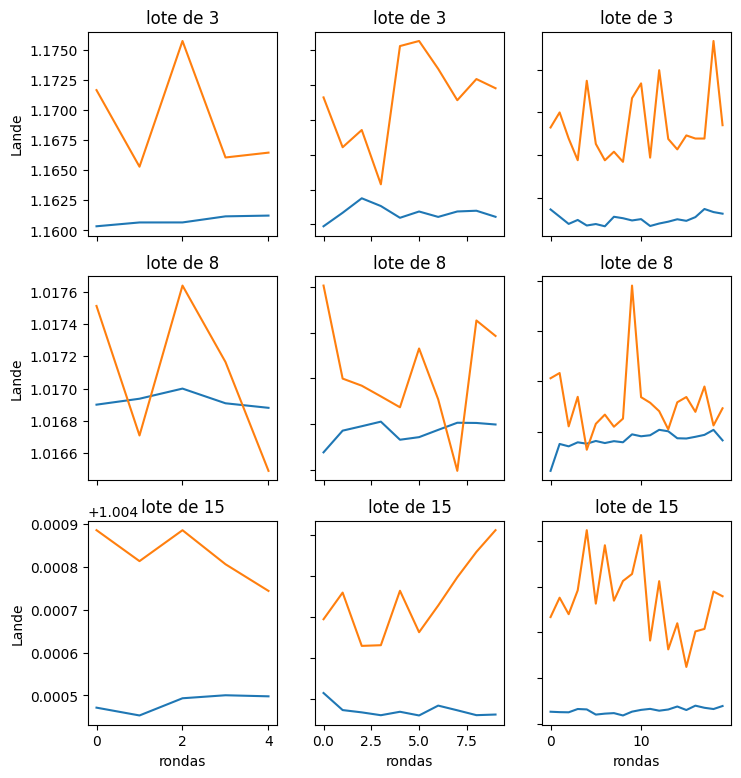 lote de 3 lote de 3 lote de 3
1.1750
1.1725
1.1700
1.1675
1.1650
1.1625
1.1600
Lande
lote de 8 lote de 8 lote de 8
1.0176
1.0174
1.0172
1.0170
1.0168
1.0166
Lande
+1.004 lote de 15 lote de 15 lote de 15
0.0009
0.0008
0.0007
0.0006
0.0005
Lande
0 2 4 0.0 2.5 5.0 7.5 0 10
rondas rondas rondas